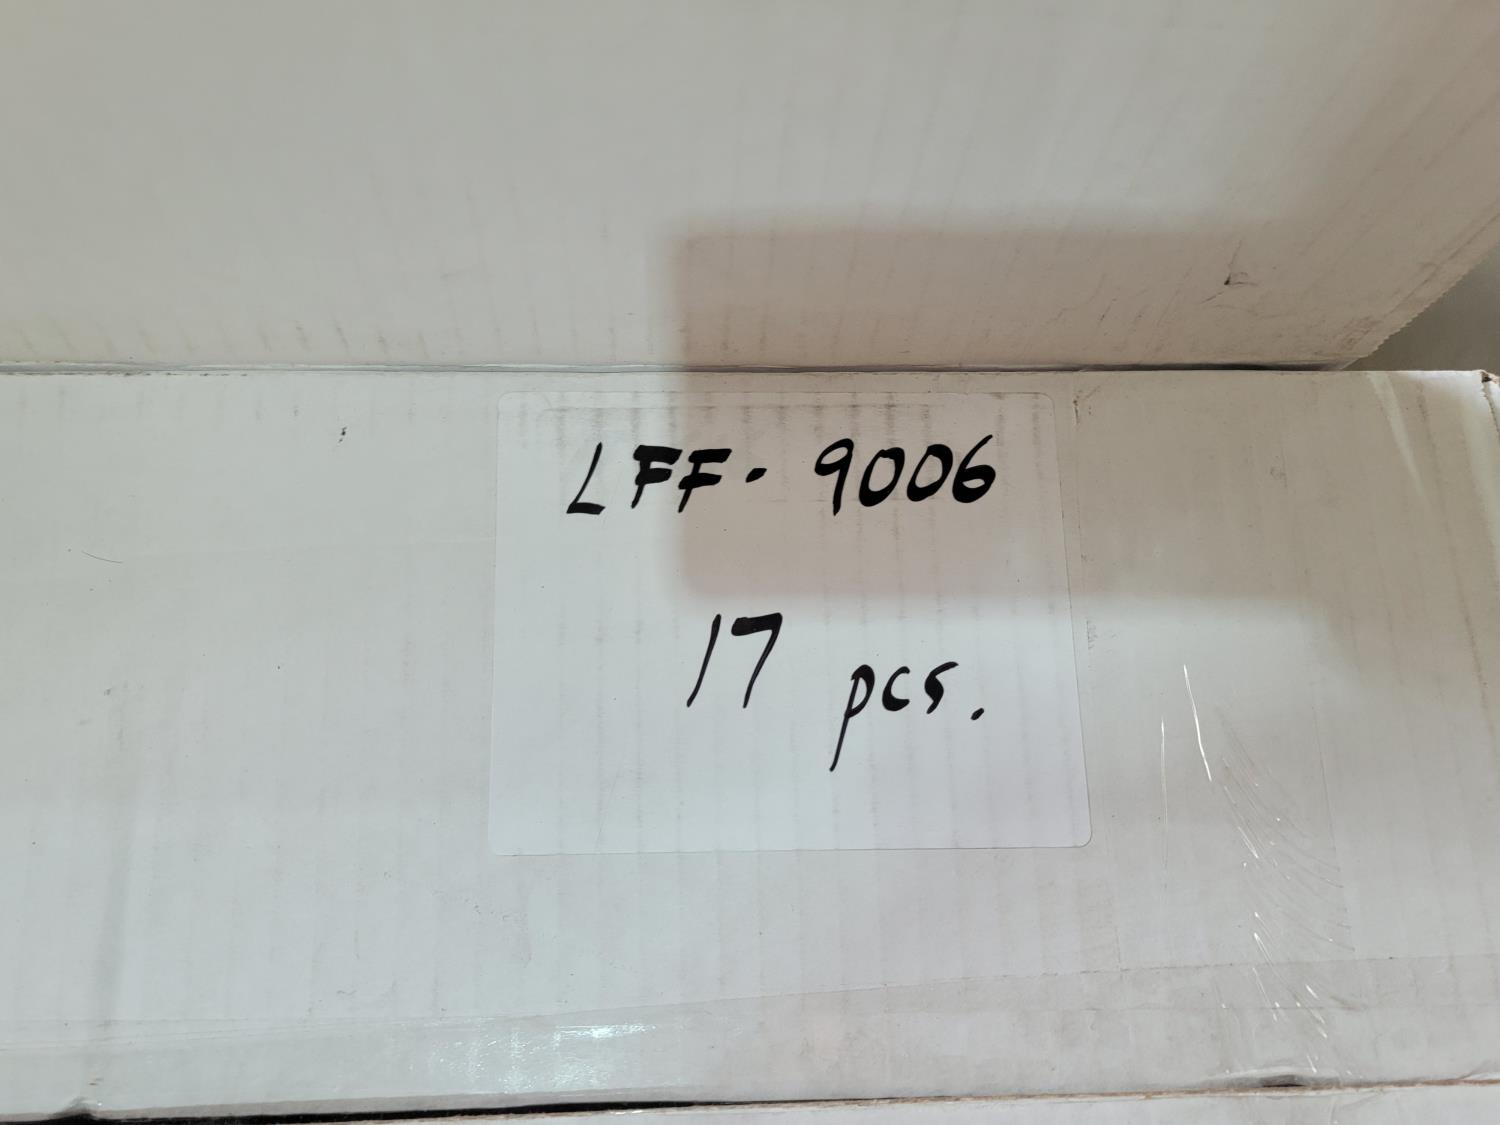 LFF- 9006
17 pcs.